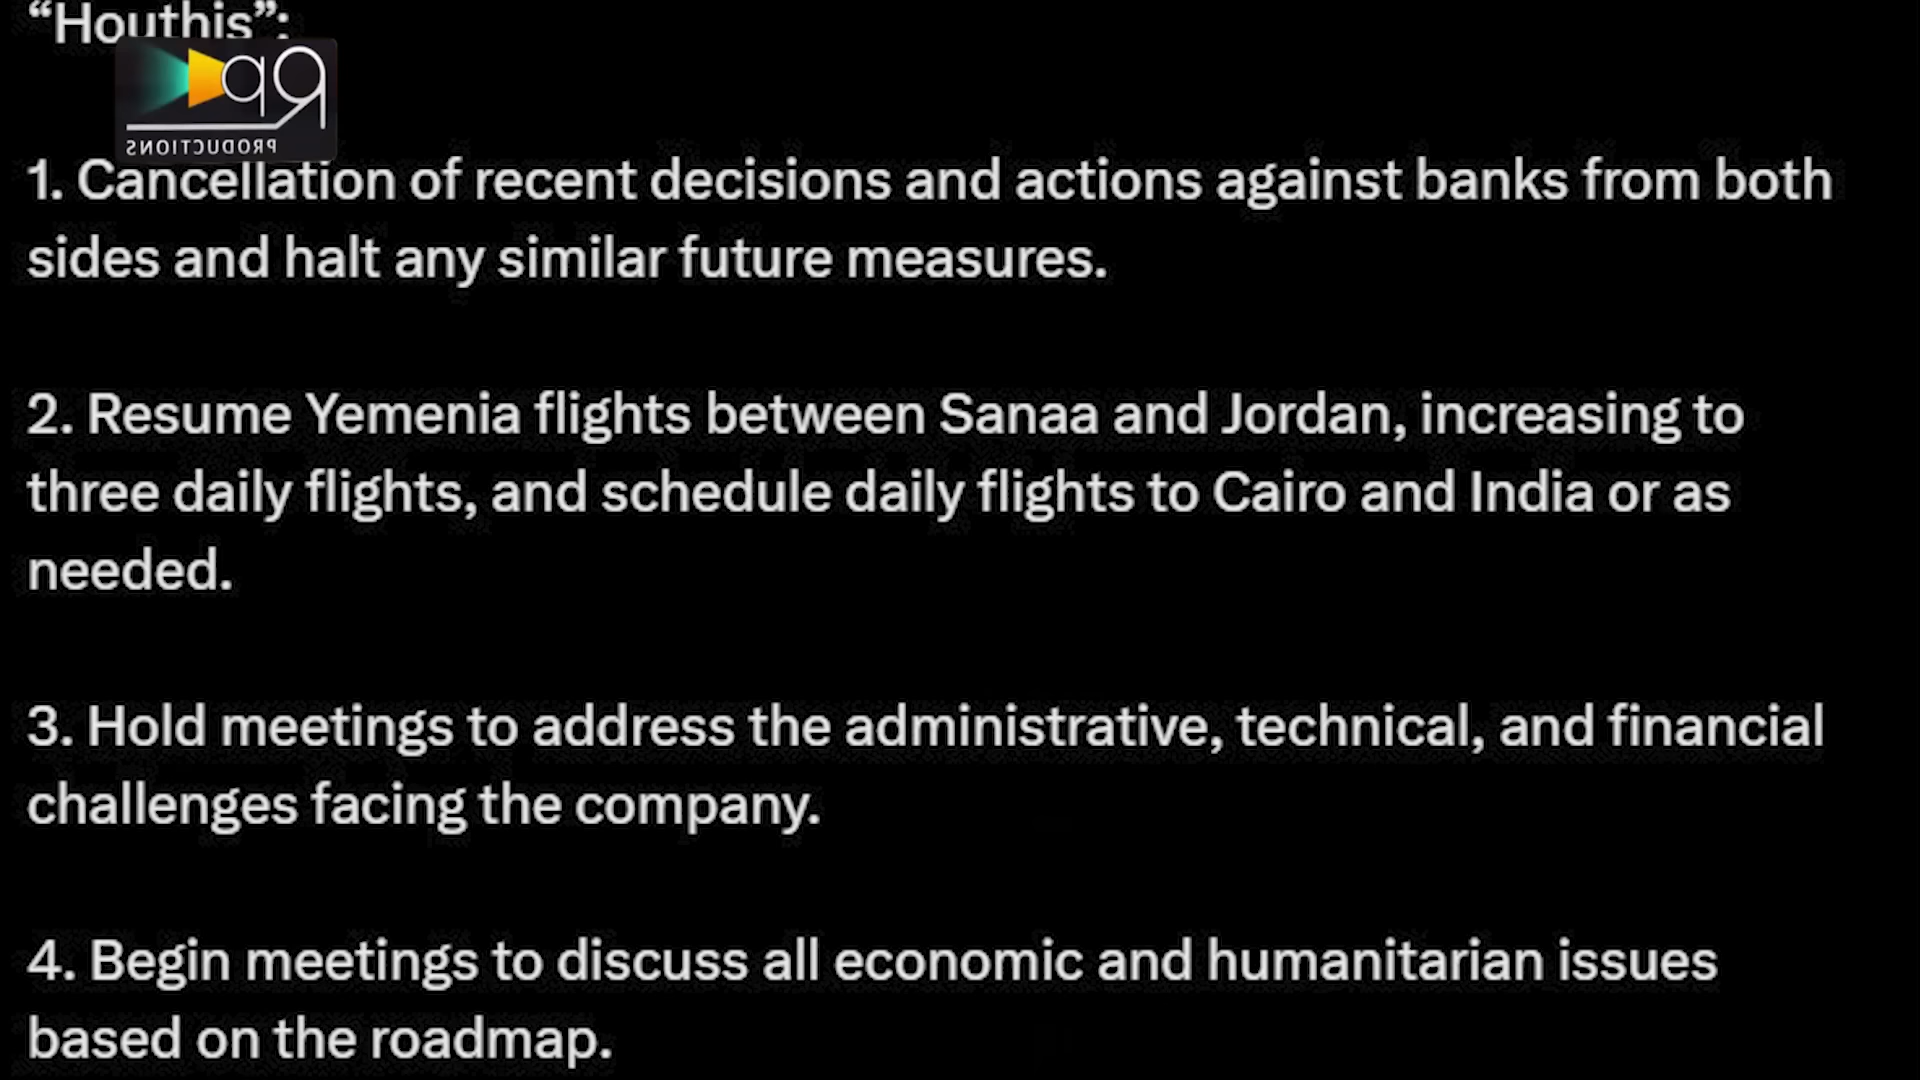 “Houthis”:
PRODUCTIONS
1. Cancellation of recent decisions and actions against banks from both
sides and halt any similar future measures.
2. Resume Yemenia flights between Sanaa and Jordan, increasing to
three daily flights, and schedule daily flights to Cairo and India or as
needed.
3. Hold meetings to address the administrative, technical, and financial
challenges facing the company.
4. Begin meetings to discuss all economic and humanitarian issues
based on the roadmap.